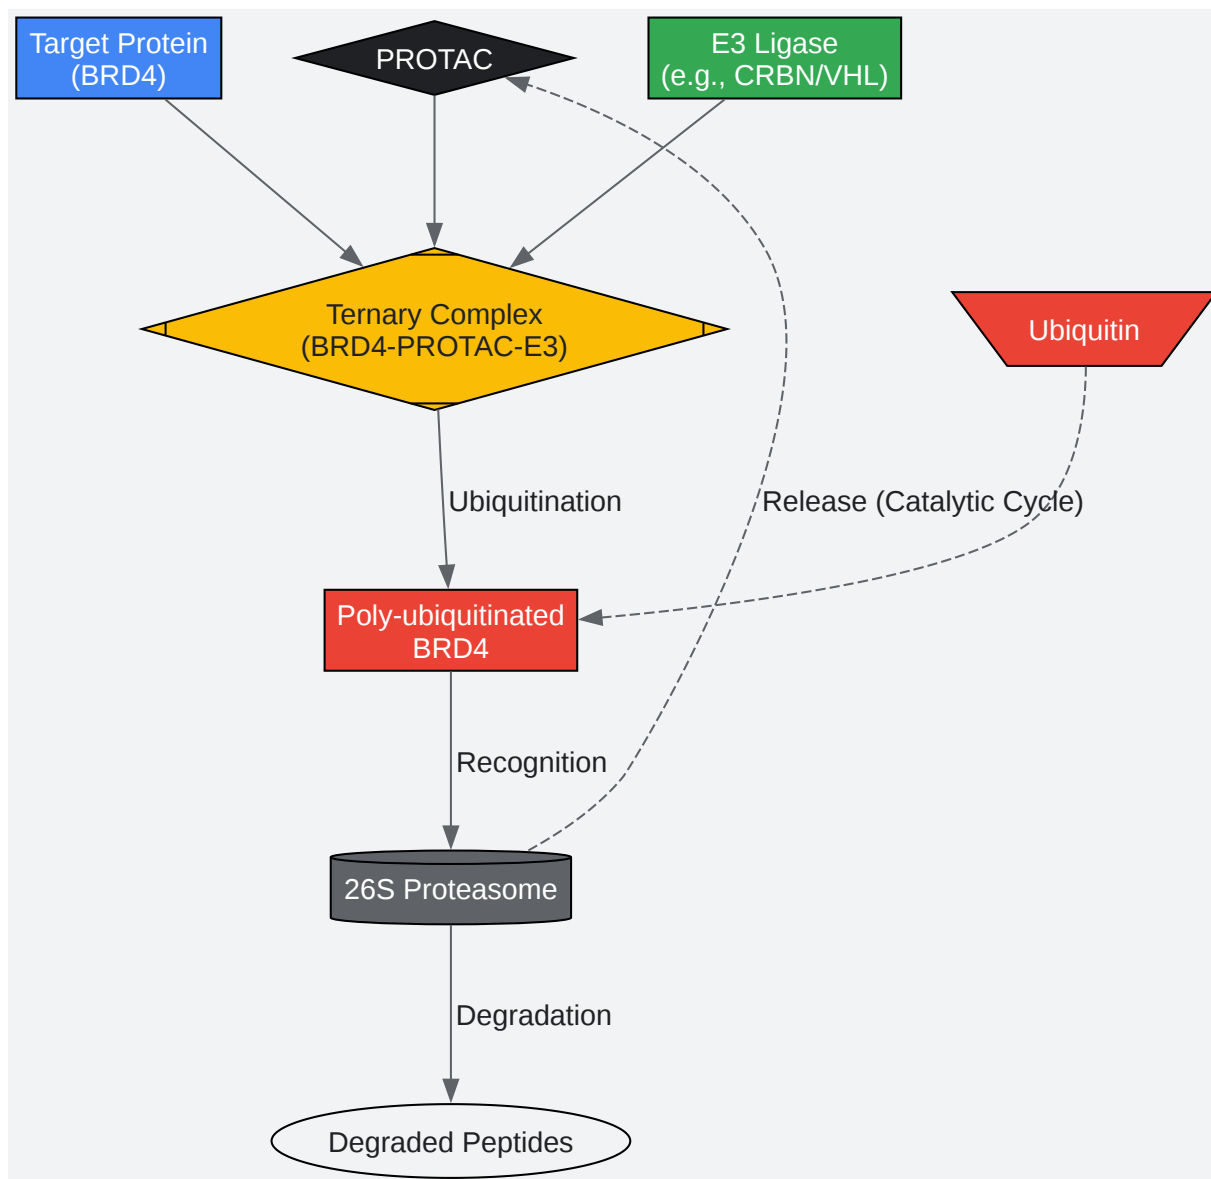 Target Protein
(BRD4)
PROTAC
E3 Ligase
(e.g., CRBN/VHL)
Ternary Complex
(BRD4-PROTAC-E3)
Ubiquitin
Ubiquitination
Release (Catalytic Cycle)
Poly-ubiquitinated
BRD4
Recognition
26S Proteasome
Degradation
Degraded Peptides